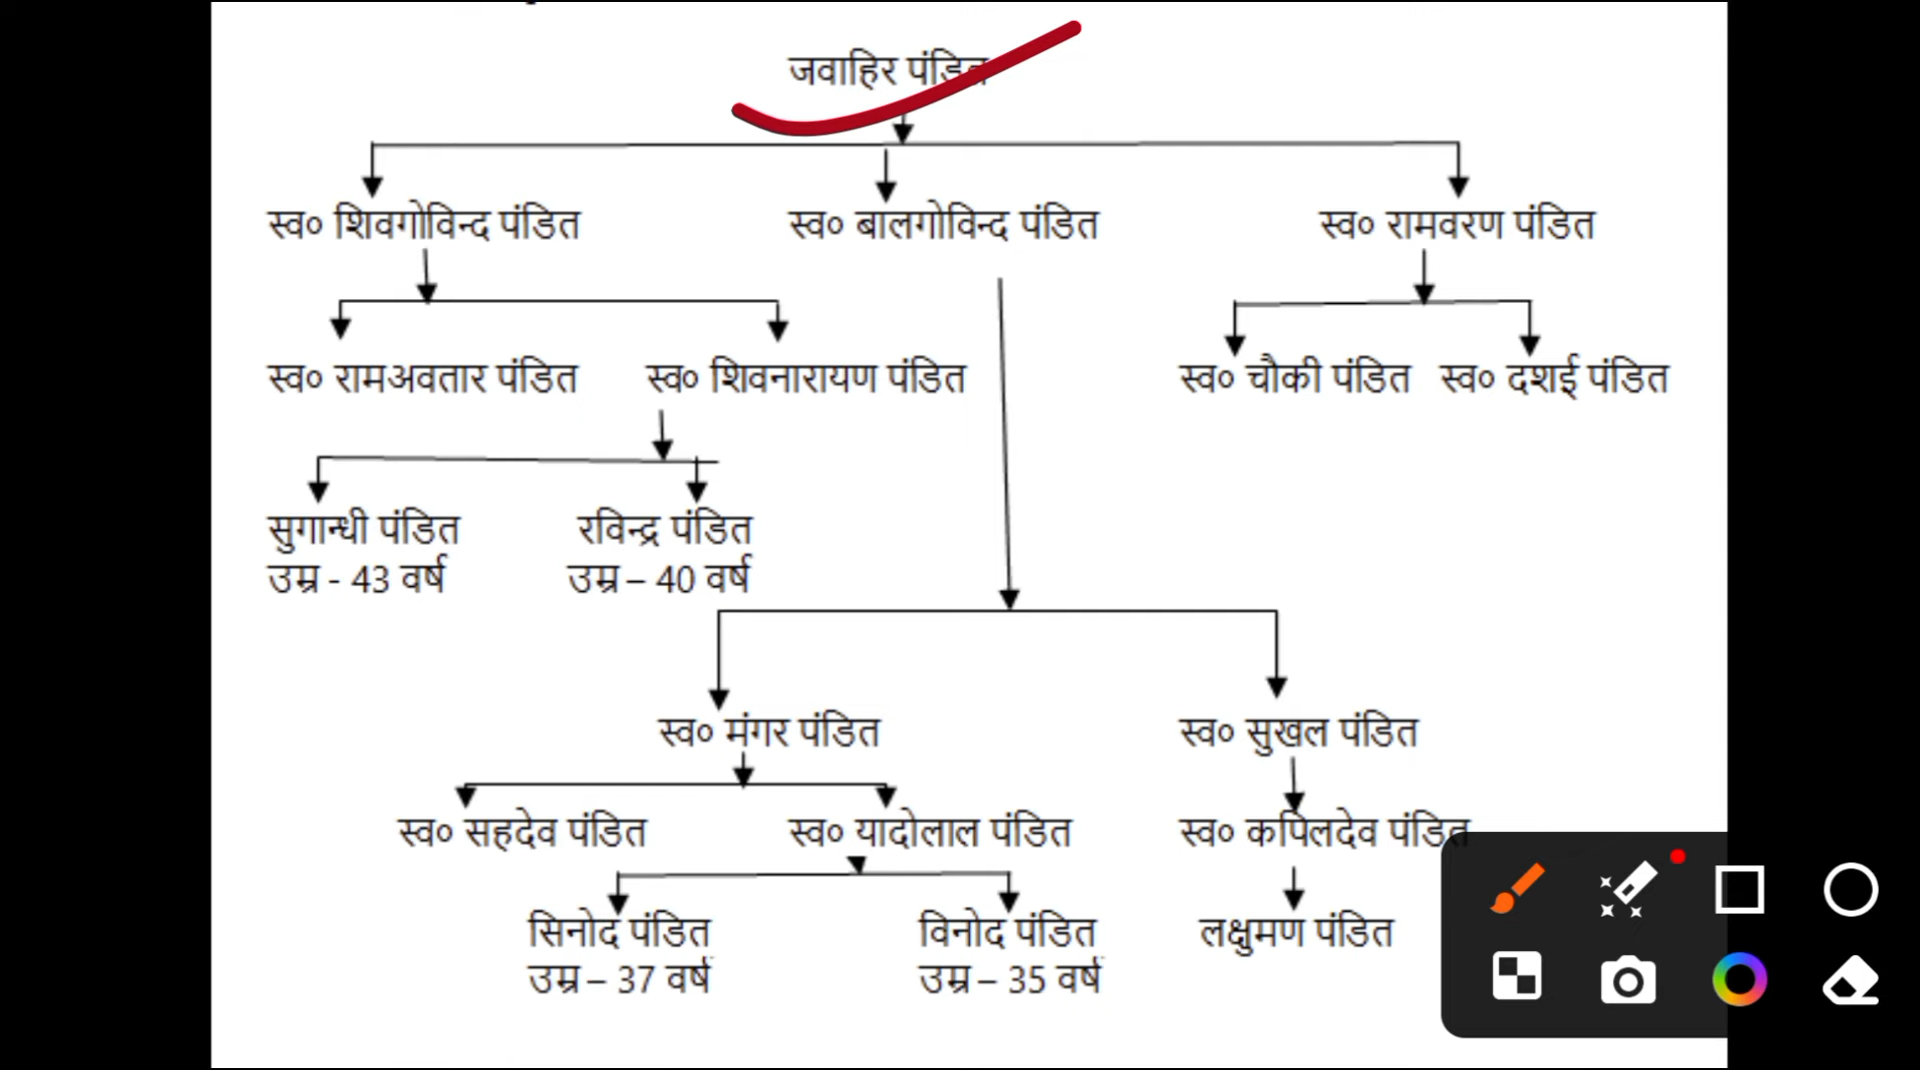 जवाहिर पंडित
स्व० शिवगोविन्द पंडित स्व० बालगोविन्द पंडित स्व० रामवरण पंडित
स्व० रामअवतार पंडित स्व० शिवनारायण पंडित स्व० चौकी पंडित स्व० दशई पंडित
सुगान्धी पंडित रविन्द्र पंडित
उम्र - 43 वर्ष उम्र – 40 वर्ष
स्व० मंगर पंडित स्व० सुखल पंडित
स्व० सहदेव पंडित स्व० यादोलाल पंडित स्व० कपिलदेव पंडित
सिनोद पंडित विनोद पंडित लक्षुमण पंडित
उम्र – 37 वर्ष उम्र – 35 वर्ष